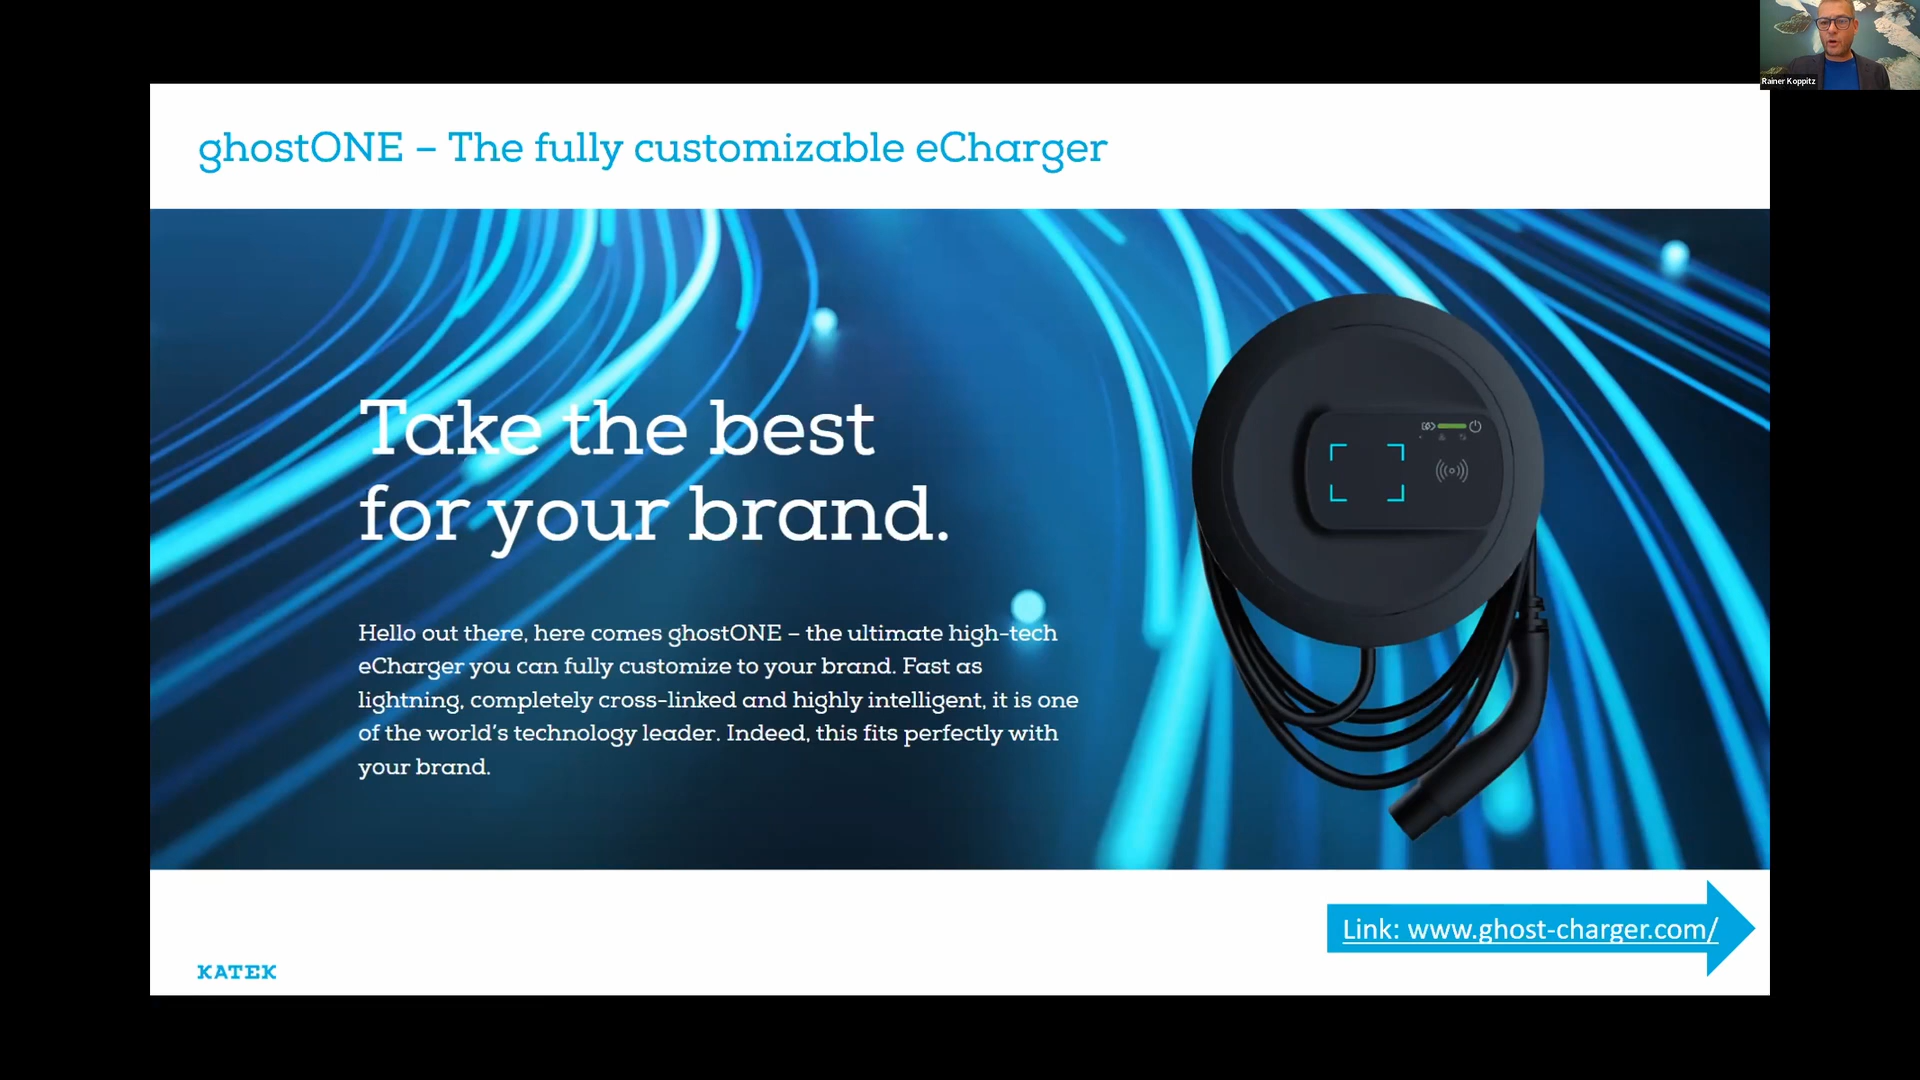 Rainer Koppitz
ghostONE – The fully customizable eCharger
Take the best
for your brand.
Hello out there, here comes ghostONE – the ultimate high-tech
eCharger you can fully customize to your brand. Fast as
lightning, completely cross-linked and highly intelligent, it is one
of the world's technology leader. Indeed, this fits perfectly with
your brand.
Link: www.ghost-charger.com/
KATEK